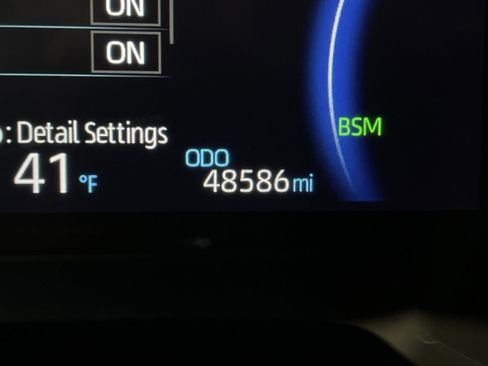 ON
ON
: Detail Settings
41 °F
ODO
48586 mi
BSM